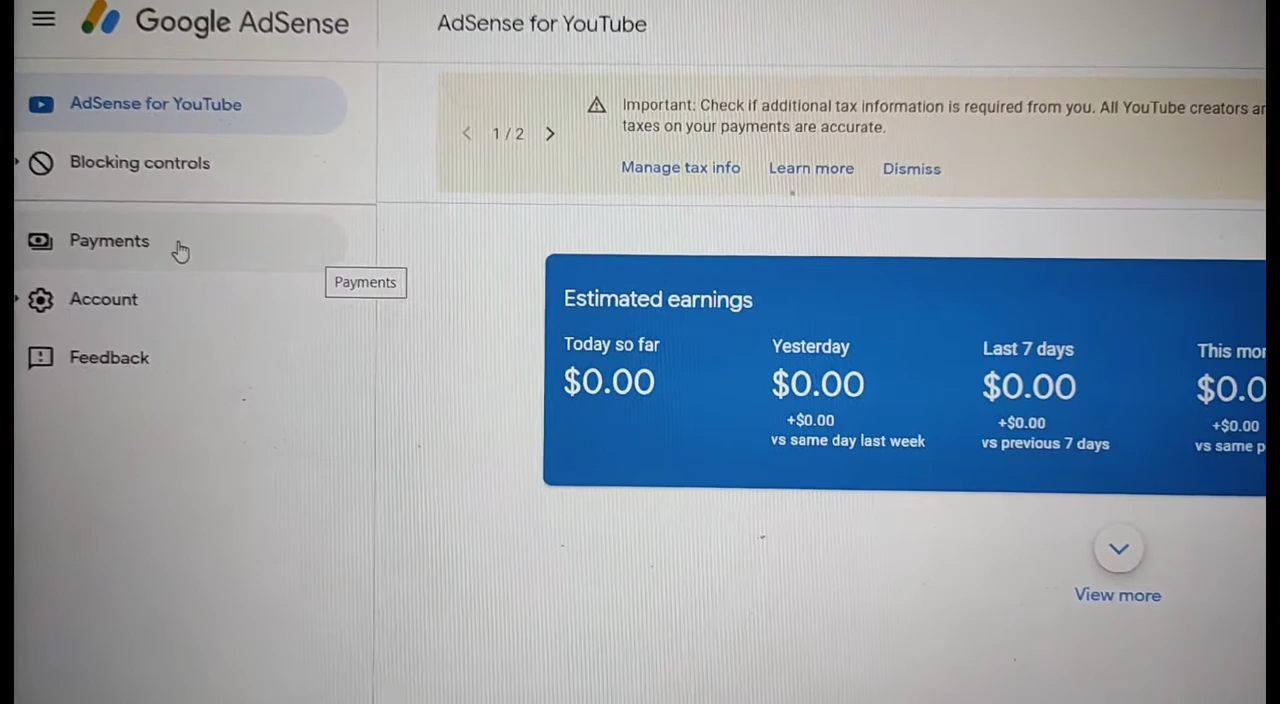 Google AdSense
AdSense for YouTube
AdSense for YouTube
Blocking controls
Payments
Payments
Account
Feedback
1 / 2
Important: Check if additional tax information is required from you. All YouTube creators
taxes on your payments are accurate.
Manage tax info Learn more Dismiss
Estimated earnings
Today so far
$0.00
Yesterday
$0.00
+$0.00
vs same day last week
Last 7 days
$0.00
+$0.00
vs previous 7 days
This
$0.0
+$0.00
vs same
View more